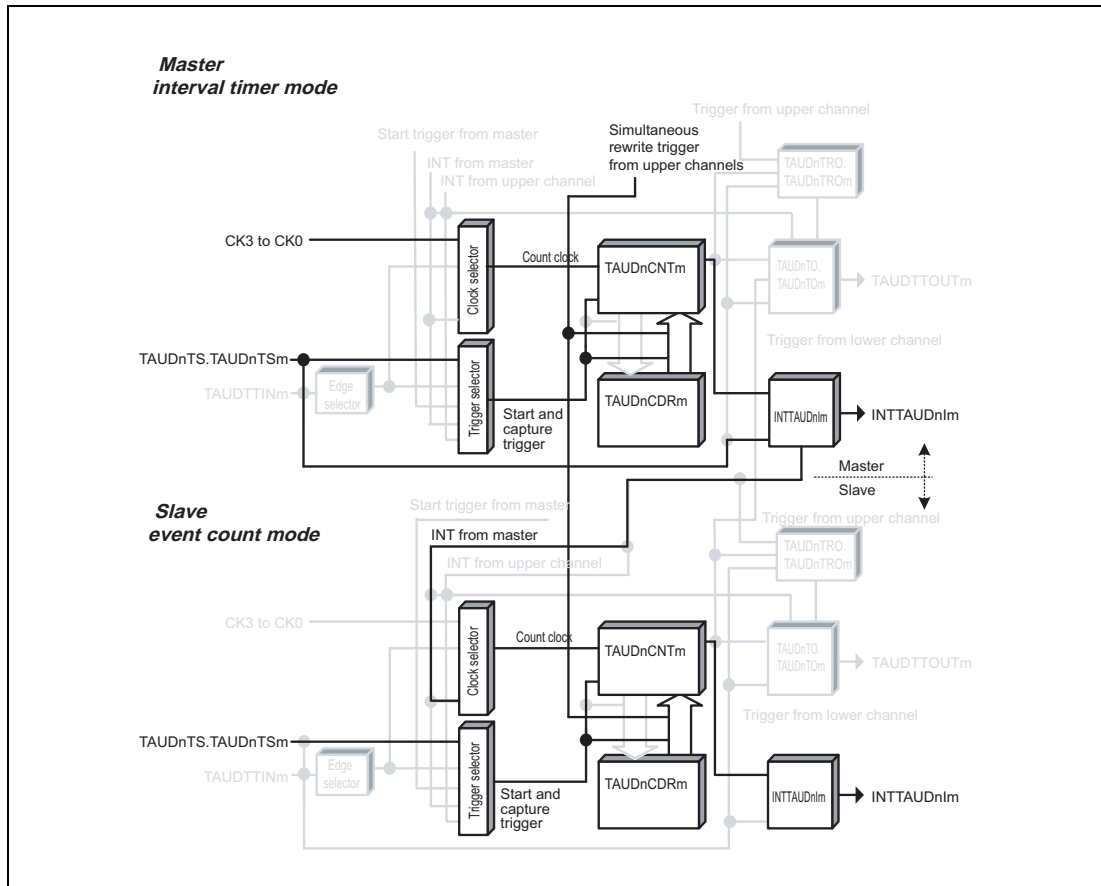 Master
interval timer mode
Trigger from upper channel
Simultaneous
rewrite trigger
from upper channels
Start trigger from master
INT from master
INT from upper channel
TAUDnTRO.
TAUDnTROm
CK3 to CK0
Clock selector
Count clock
TAUDnCNTm
TAUDnTO.
TAUDnTOm
TAUDTTOUTm
Trigger from lower channel
TAUDnTS.TAUDnTSm
TAUDTTINm
Edge
selector
Trigger selector
Start and
capture
trigger
TAUDnCDRm
INTTAUDnIm
INTTAUDnIm
Master
Slave
Slave
event count mode
Start trigger from master
INT from master
INT from upper channel
Trigger from upper channel
TAUDnTRO.
TAUDnTROm
CK3 to CK0
Clock selector
Count clock
TAUDnCNTm
TAUDnTO.
TAUDnTOm
TAUDTTOUTm
Trigger from lower channel
TAUDnTS.TAUDnTSm
TAUDTTINm
Edge
selector
Trigger selector
Start and
capture
trigger
TAUDnCDRm
INTTAUDnIm
INTTAUDnIm